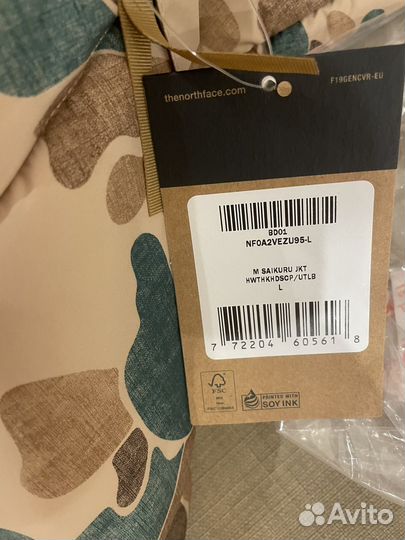 thenorthface.com
F19GENCVR-EU
BD01
NF0A2VEZU95-L
M SAIKURU JKT
HWTHKHDSCP/UTLB
L
7 72204 60561 8
FSC
PRINTED WITH
SOY INK
Avito